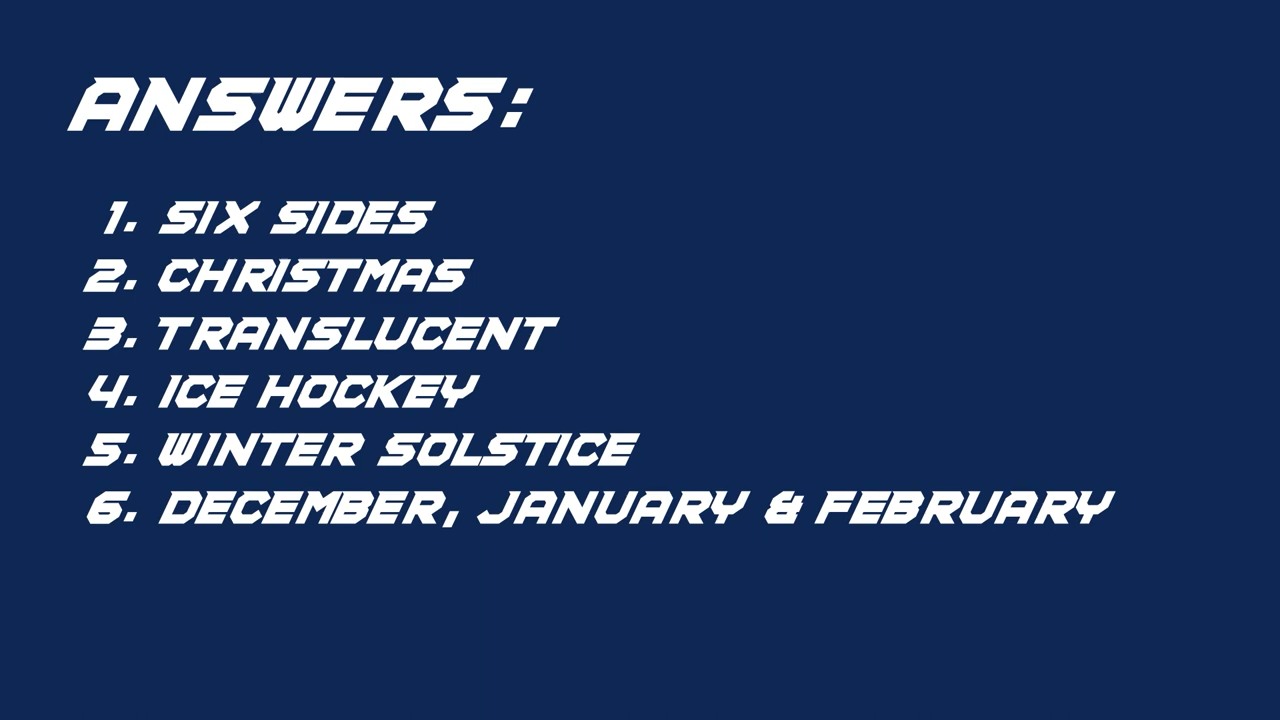 ANSWERS:
1. SIX SIDES
2. CHRISTMAS
3. TRANSLUCENT
4. ICE HOCKEY
5. WINTER SOLSTICE
6. DECEMBER, JANUARY & FEBRUARY